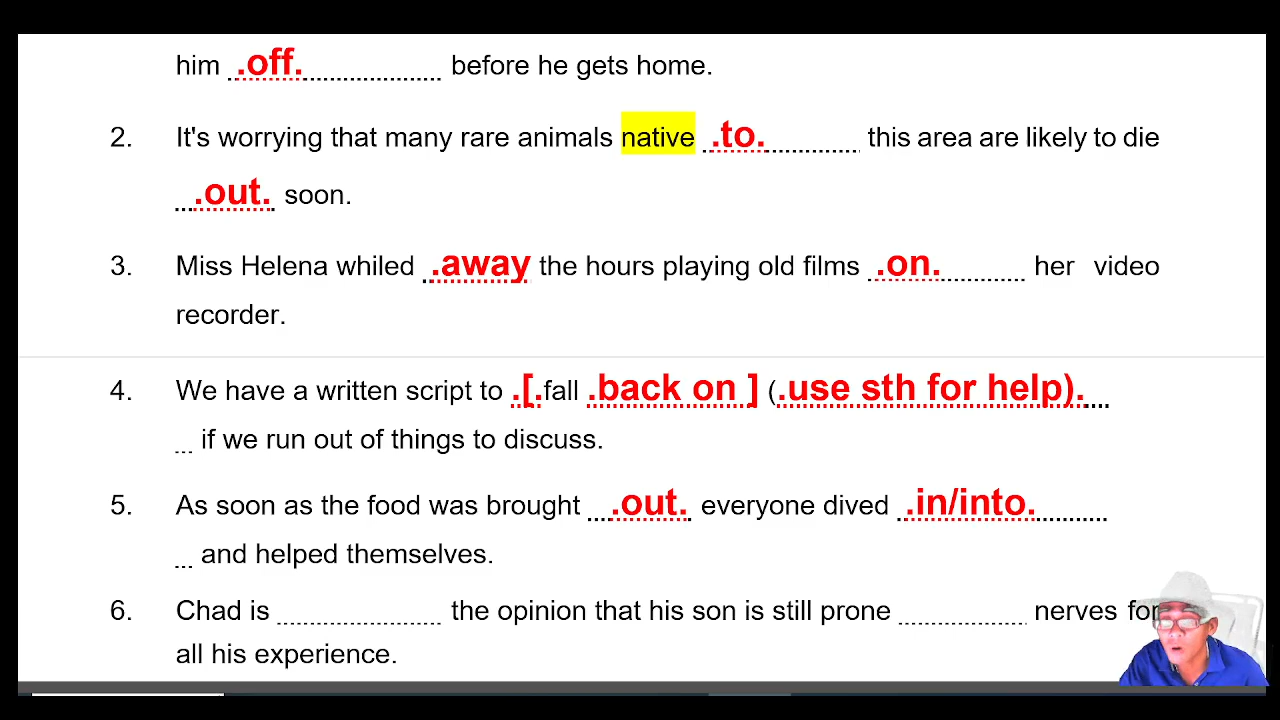 him .off. before he gets home.
2. It's worrying that many rare animals native .to. this area are likely to die
.out. soon.
3. Miss Helena whiled .away the hours playing old films .on. her video
recorder.
4. We have a written script to .[.fall .back on ] (.use sth for help).
if we run out of things to discuss.
5. As soon as the food was brought .out. everyone dived .in/into.
and helped themselves.
6. Chad is ........ the opinion that his son is still prone ........ nerves for
all his experience.